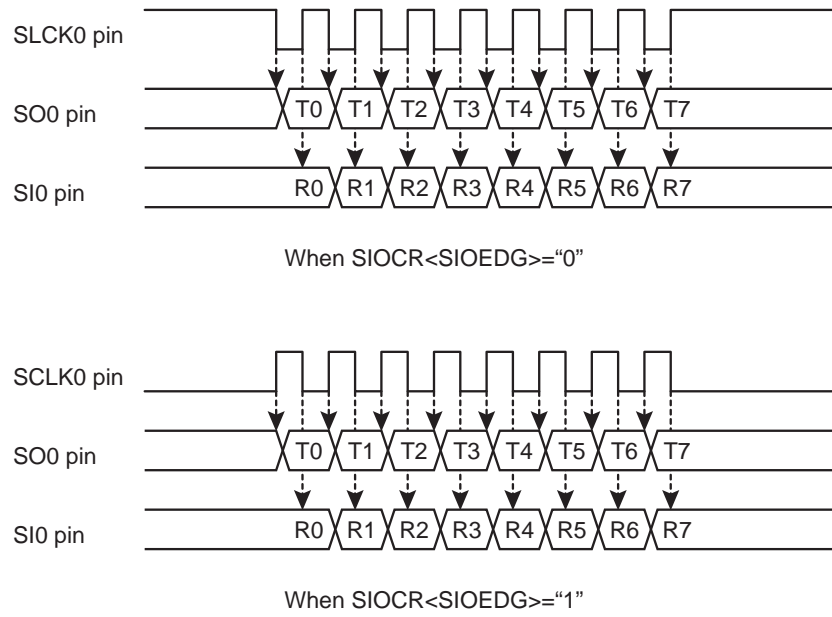 SLCK0 pin
SO0 pin T0 T1 T2 T3 T4 T5 T6 T7
SI0 pin R0 R1 R2 R3 R4 R5 R6 R7
When SIOCR<SIOEDG>=“0”
SCLK0 pin
SO0 pin T0 T1 T2 T3 T4 T5 T6 T7
SI0 pin R0 R1 R2 R3 R4 R5 R6 R7
When SIOCR<SIOEDG>=“1”